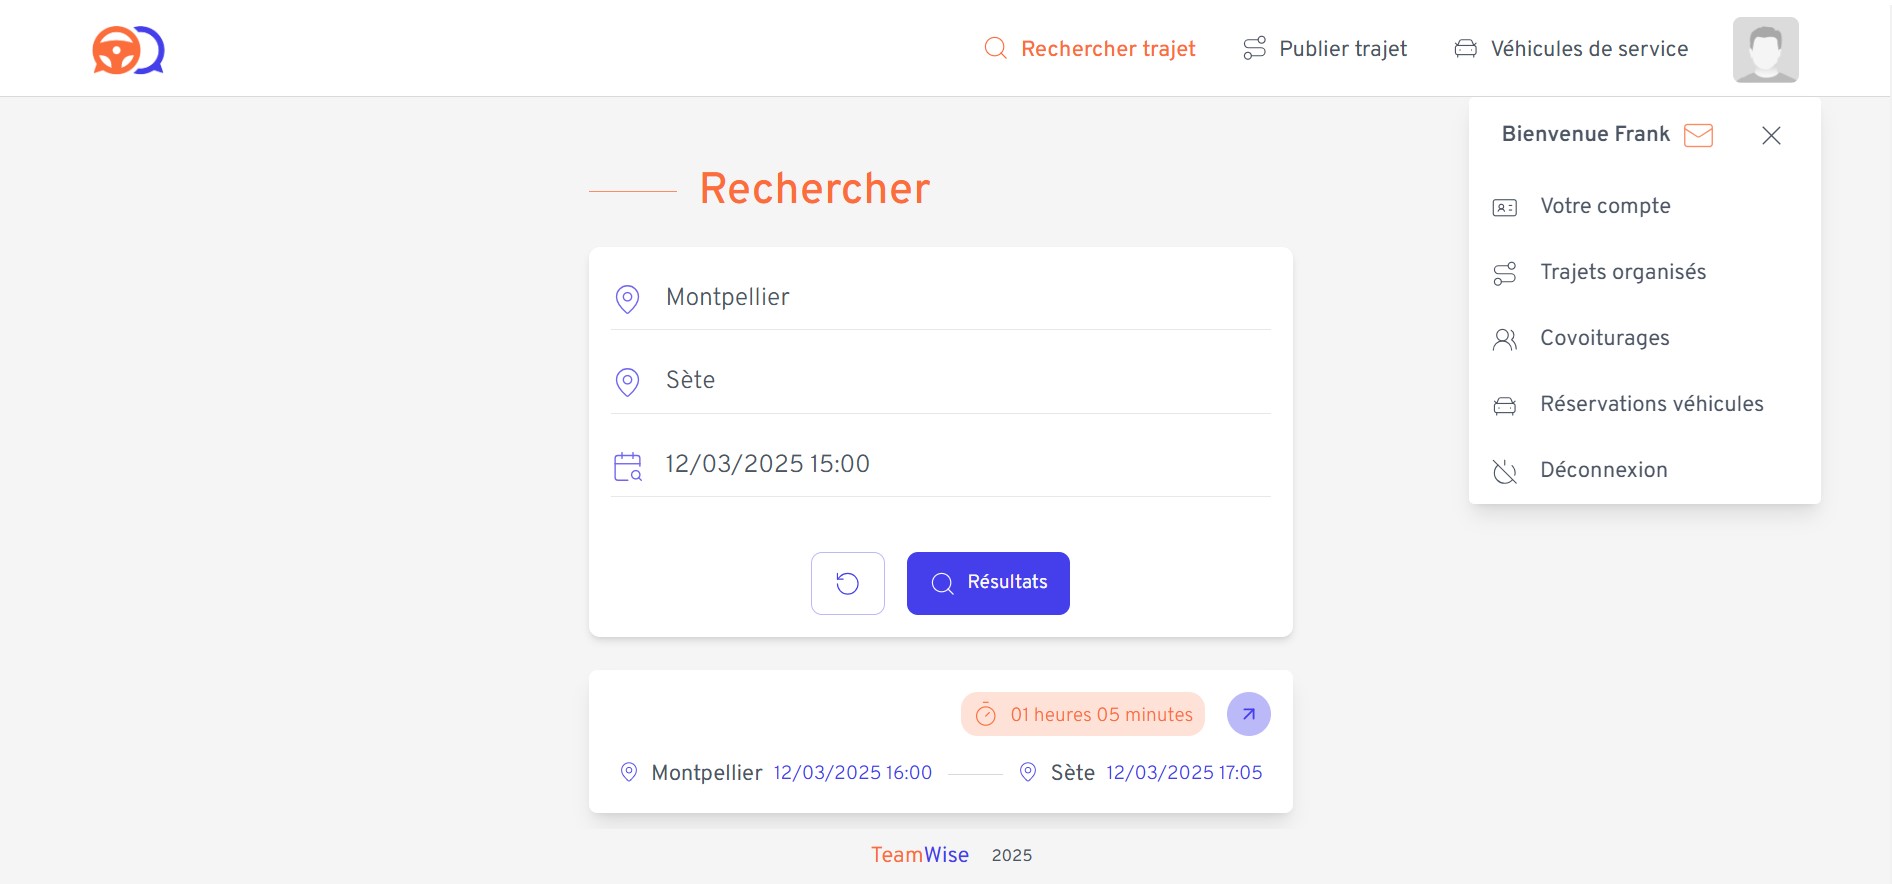 Rechercher trajet Publier trajet Véhicules de service
Bienvenue Frank
Votre compte
Trajets organisés
Covoiturages
Réservations véhicules
Déconnexion
Rechercher
Montpellier
Sète
12/03/2025 15:00
Résultats
01 heures 05 minutes
Montpellier 12/03/2025 16:00 Sète 12/03/2025 17:05
TeamWise 2025